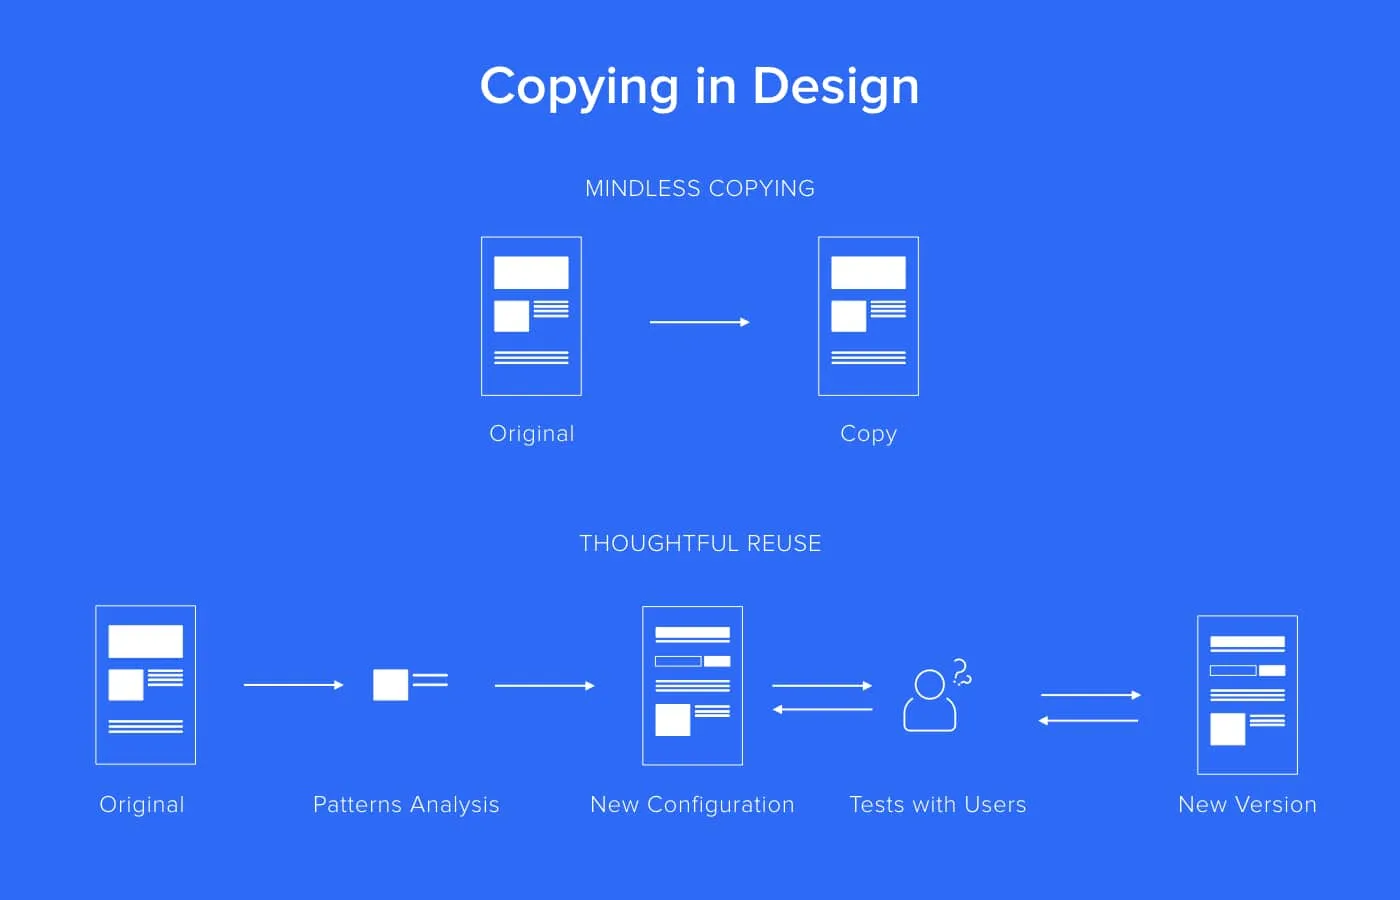 Copying in Design
MINDLESS COPYING
Original
Copy
THOUGHTFUL REUSE
Original
Patterns Analysis
New Configuration
Tests with Users
New Version